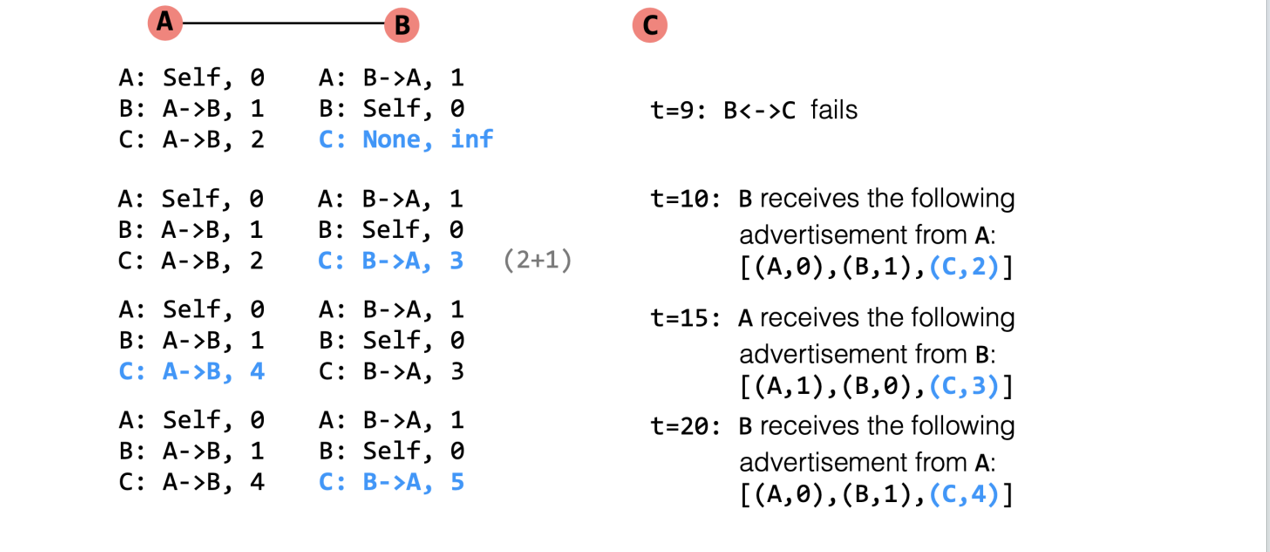 A B C
A: Self, 0 A: B->A, 1
B: A->B, 1 B: Self, 0
C: A->B, 2 C: None, inf
t=9: B<->C fails
A: Self, 0 A: B->A, 1
B: A->B, 1 B: Self, 0
C: A->B, 2 C: B->A, 3 (2+1)
t=10: B receives the following
advertisement from A:
[(A,0),(B,1),(C,2)]
A: Self, 0 A: B->A, 1
B: A->B, 1 B: Self, 0
C: A->B, 4 C: B->A, 3
t=15: A receives the following
advertisement from B:
[(A,1),(B,0),(C,3)]
A: Self, 0 A: B->A, 1
B: A->B, 1 B: Self, 0
C: A->B, 4 C: B->A, 5
t=20: B receives the following
advertisement from A:
[(A,0),(B,1),(C,4)]